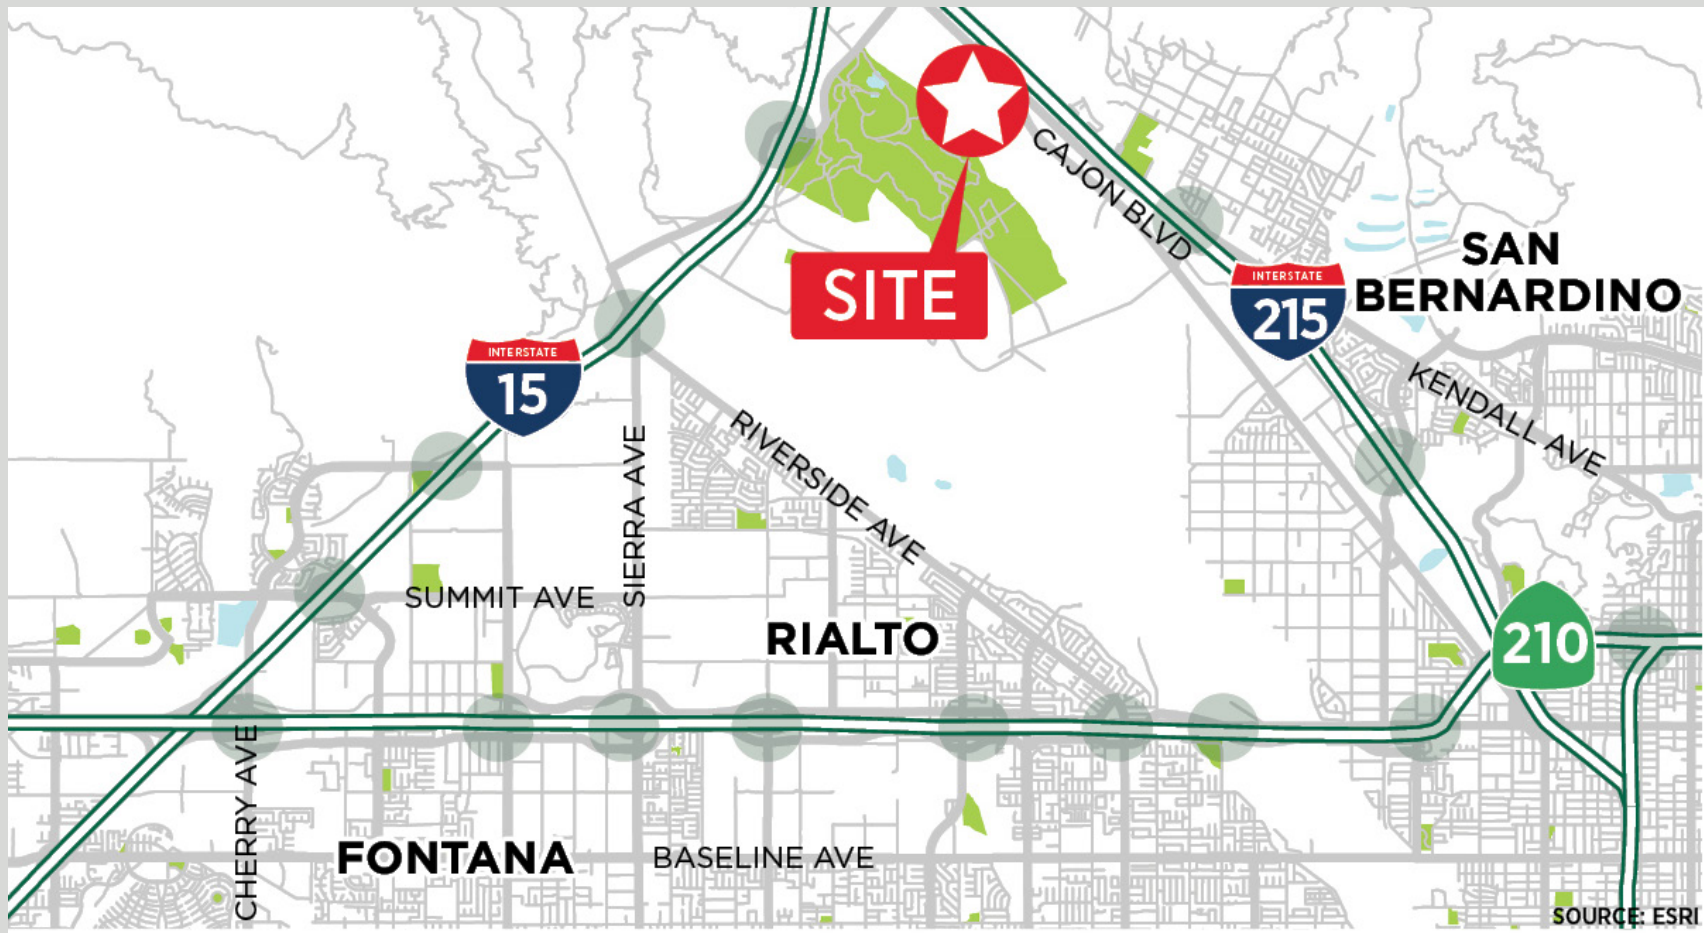 CAJON BLVD
SITE
SAN
BERNARDINO
INTERSTATE
215
INTERSTATE
15
KENDALL AVE
RIVERSIDE AVE
SIERRA AVE
SUMMIT AVE
RIALTO
210
CHERRY AVE
FONTANA
BASELINE AVE
SOURCE: ESRI